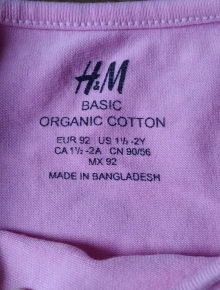 H&M
BASIC
ORGANIC COTTON
EUR 92 US 1½ -2Y
CA 1½ -2A CN 90/56
MX 92
MADE IN BANGLADESH